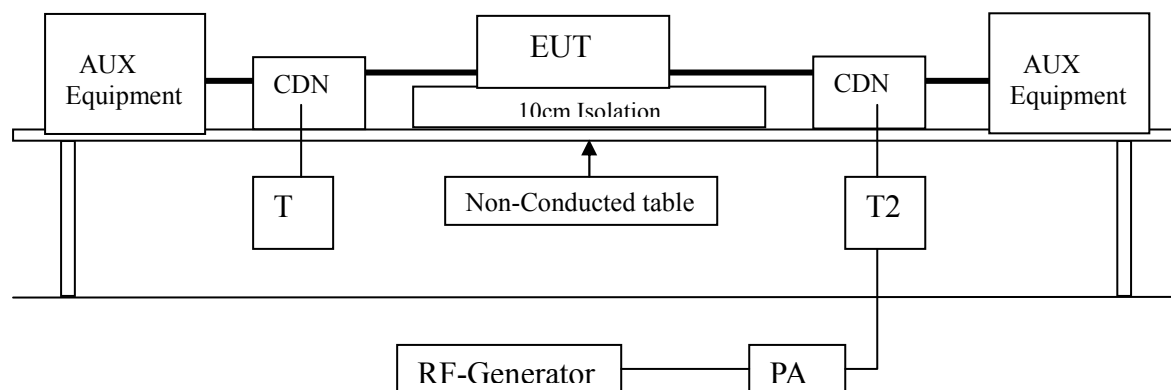 EUT
AUX
Equipment
CDN
CDN
AUX
Equipment
10cm Isolation
T
Non-Conducted table
T2
RF-Generator
PA